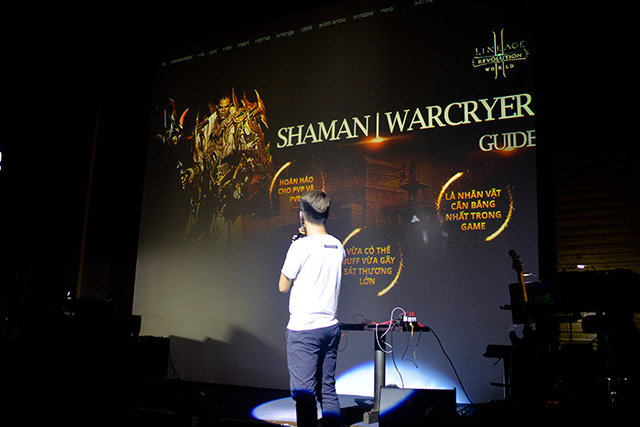 LINEAGE
REVOLUTION
WORLD
SHAMAN | WARCRYER
GUIDE
HOÀN HẢO
CHO PVP VÀ
PVE
LÀ NHÂN VẬT
CÂN BẰNG
NHẤT TRONG
GAME
VỪA CÓ THỂ
BUFF VỪA GÂY
SÁT THƯƠNG
LỚN